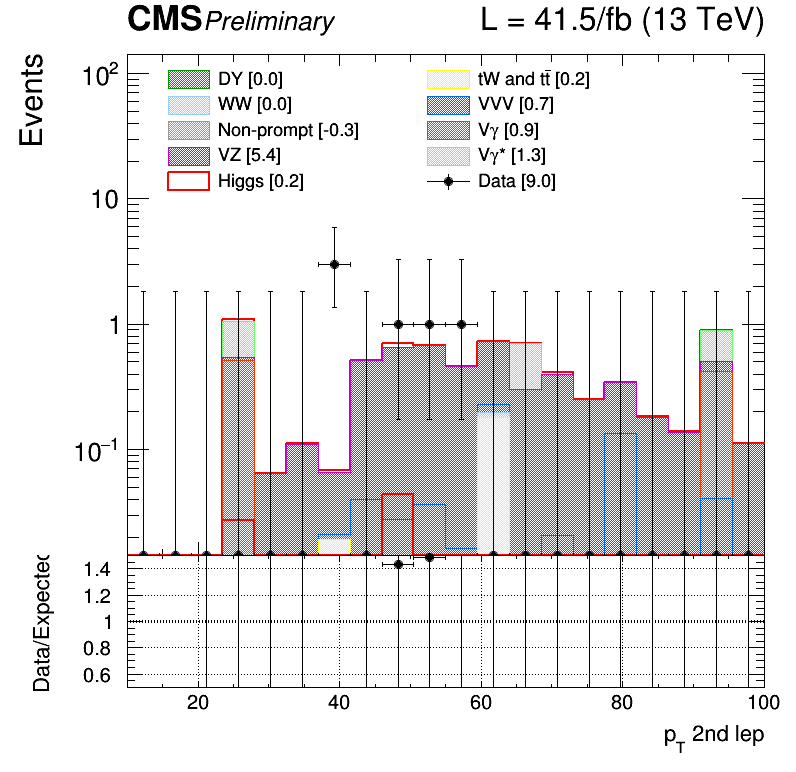 CMS Preliminary L = 41.5/fb (13 TeV)
Events
10²
10
1
10⁻¹
DY [0.0]
WW [0.0]
Non-prompt [-0.3]
VZ [5.4]
Higgs [0.2]
tW and tt̄ [0.2]
VVV [0.7]
Vγ [0.9]
Vγ* [1.3]
Data [9.0]
Data/Expected
1.4
1.2
1
0.8
0.6
20 40 60 80 100
p_T 2nd lep